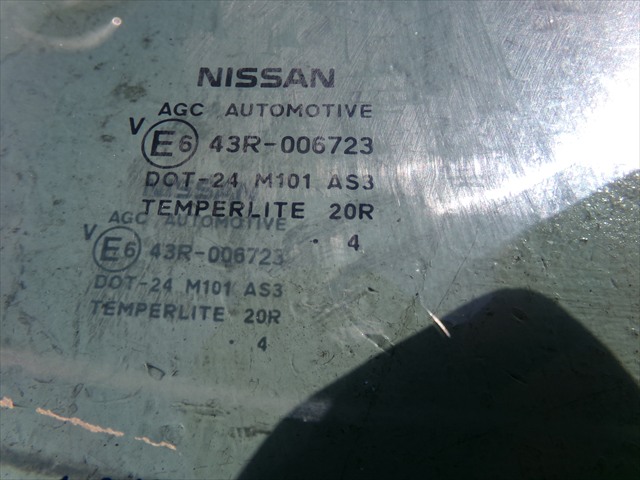 NISSAN
AGC AUTOMOTIVE
V E6 43R-006723
DOT-24 M101 AS3
TEMPERLITE 20R
· 4
NISSAN
AGC AUTOMOTIVE
V E6 43R-006723
DOT-24 M101 AS3
TEMPERLITE 20R
· 4